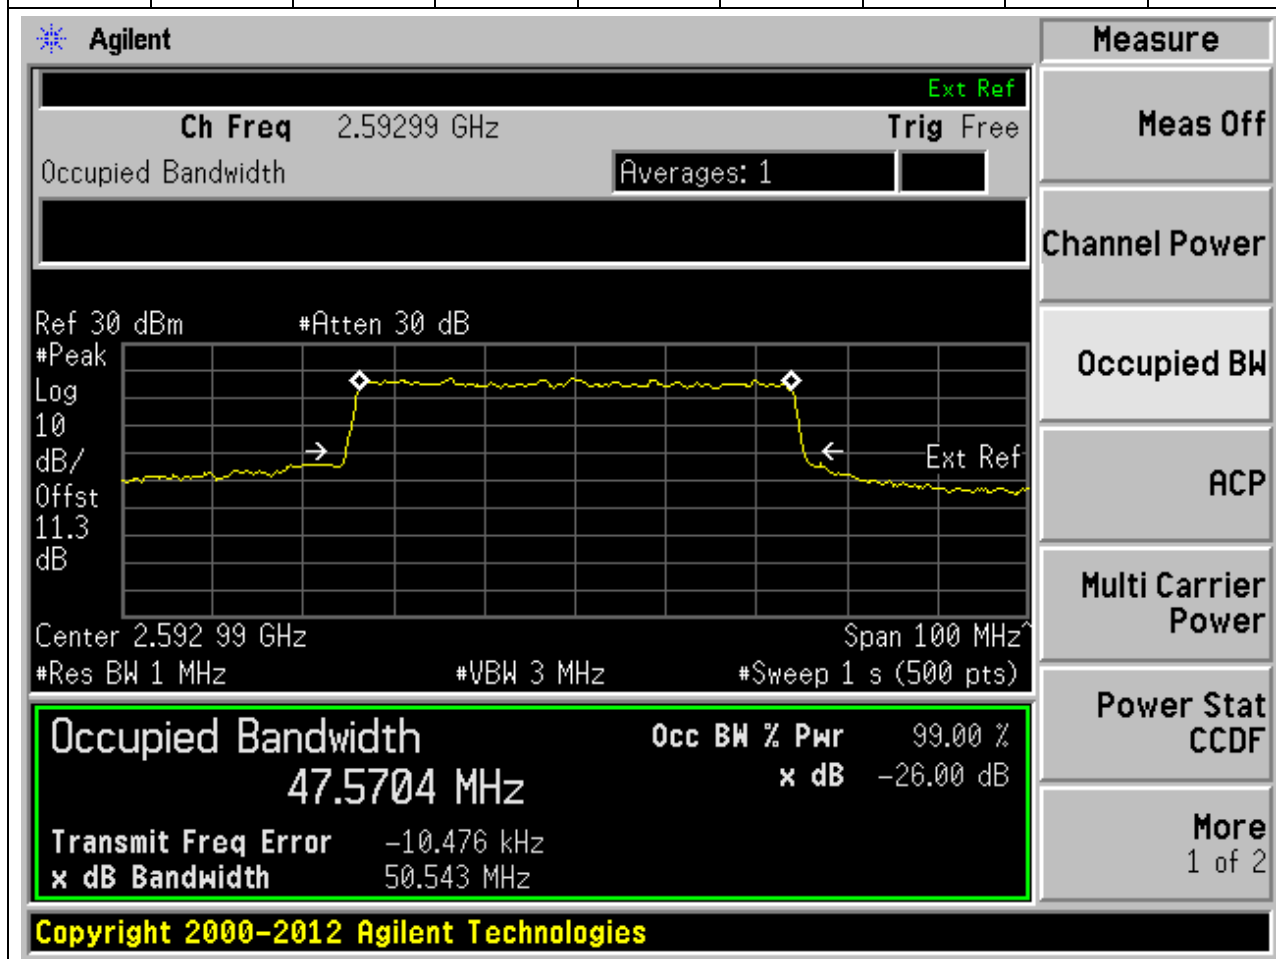 Agilent
Measure
Ext Ref
Ch Freq 2.59299 GHz Trig Free
Meas Off
Occupied Bandwidth Averages: 1
Channel Power
Ref 30 dBm #Atten 30 dB
#Peak
Log
10
dB/
Offst
11.3
dB
Ext Ref
Occupied BW
ACP
Center 2.592 99 GHz Span 100 MHz^
#Res BW 1 MHz #VBW 3 MHz #Sweep 1 s (500 pts)
Multi Carrier
Power
Occupied Bandwidth Occ BW % Pwr 99.00 %
47.5704 MHz x dB -26.00 dB
Power Stat
CCDF
Transmit Freq Error -10.476 kHz
x dB Bandwidth 50.543 MHz
More
1 of 2
Copyright 2000-2012 Agilent Technologies